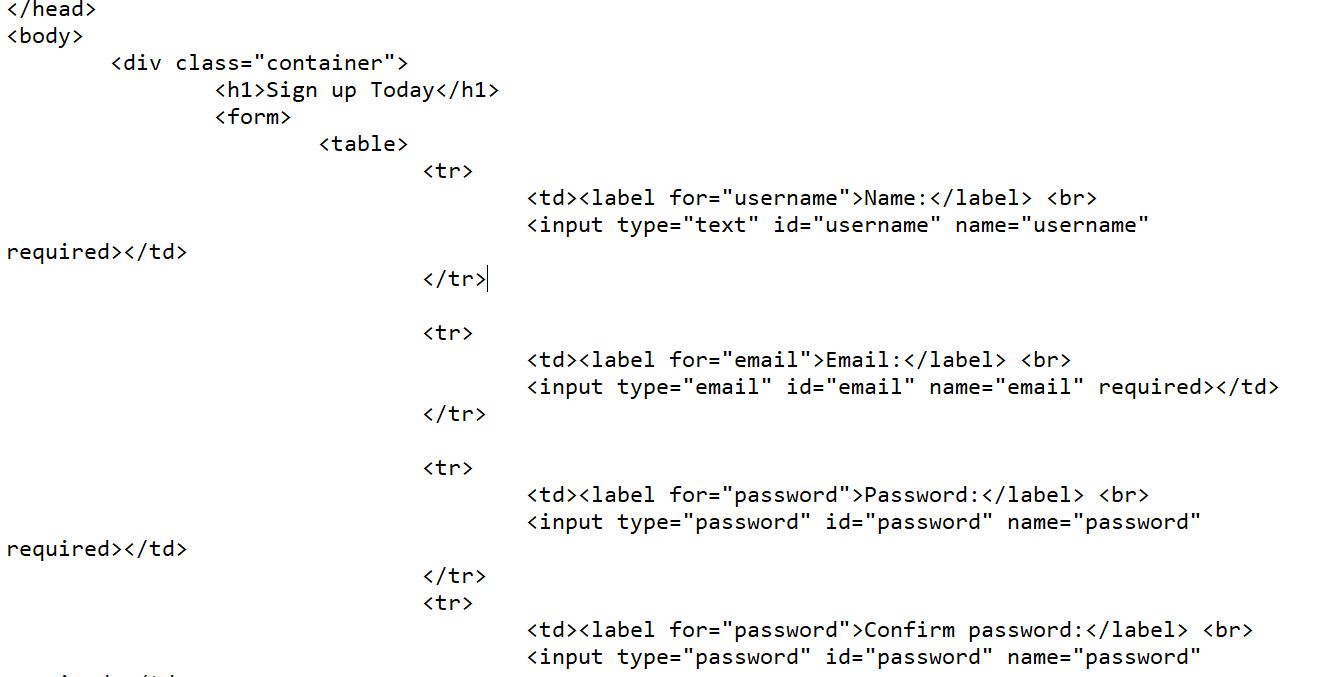 </head>
<body>
<div class="container">
<h1>Sign up Today</h1>
<form>
<table>
<tr>
<td><label for="username">Name:</label> <br>
<input type="text" id="username" name="username"
required></td>
</tr>
<tr>
<td><label for="email">Email:</label> <br>
<input type="email" id="email" name="email" required></td>
</tr>
<tr>
<td><label for="password">Password:</label> <br>
<input type="password" id="password" name="password"
required></td>
</tr>
<tr>
<td><label for="password">Confirm password:</label> <br>
<input type="password" id="password" name="password"